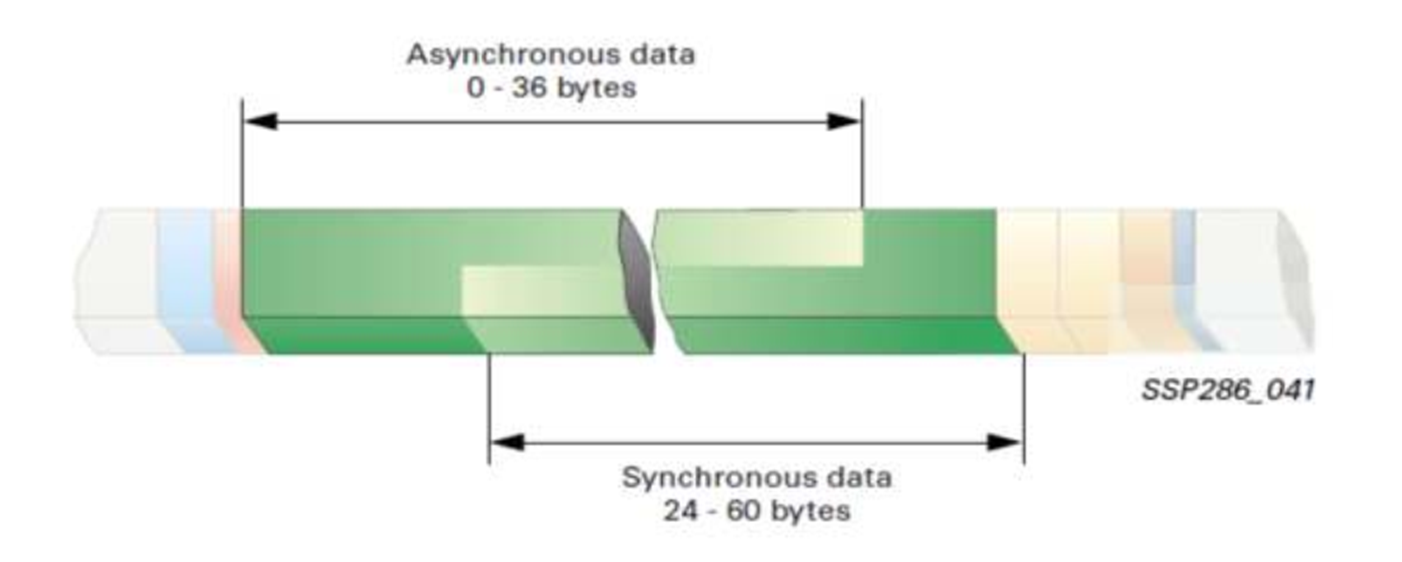 Asynchronous data
0 - 36 bytes
SSP286_041
Synchronous data
24 - 60 bytes